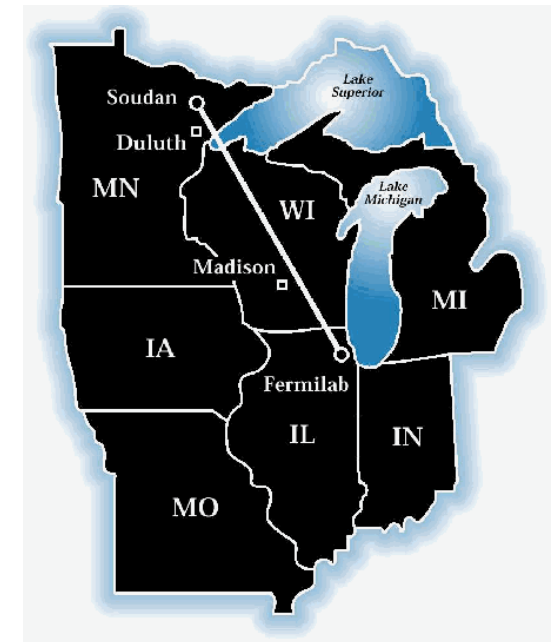 Lake
Superior
Soudan
Duluth
MN
Lake
Michigan
WI
Madison
MI
IA
Fermilab
IL
IN
MO